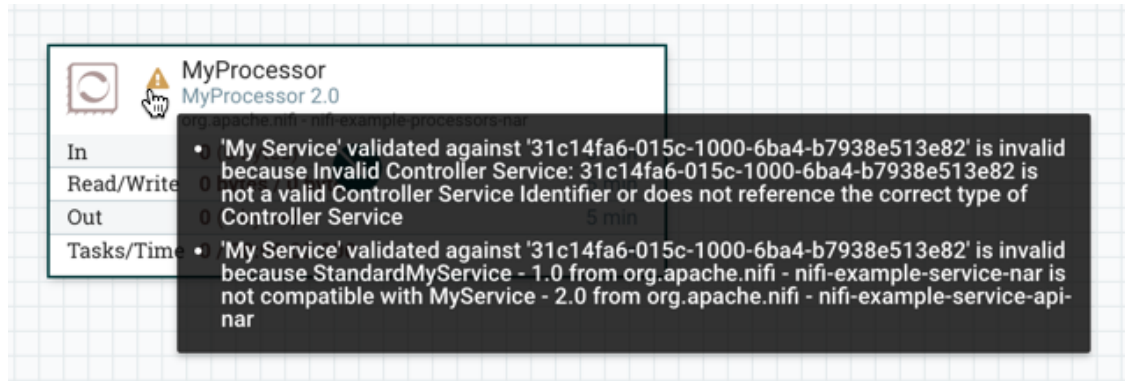 MyProcessor
MyProcessor 2.0
org.apache.nifi - nifi-example-processors-nar
In
Read/Write
Out
Tasks/Time
5 min
• 'My Service' validated against '31c14fa6-015c-1000-6ba4-b7938e513e82' is invalid
because Invalid Controller Service: 31c14fa6-015c-1000-6ba4-b7938e513e82 is
not a valid Controller Service Identifier or does not reference the correct type of
Controller Service
• 'My Service' validated against '31c14fa6-015c-1000-6ba4-b7938e513e82' is invalid
because StandardMyService - 1.0 from org.apache.nifi - nifi-example-service-nar is
not compatible with MyService - 2.0 from org.apache.nifi - nifi-example-service-api-
nar